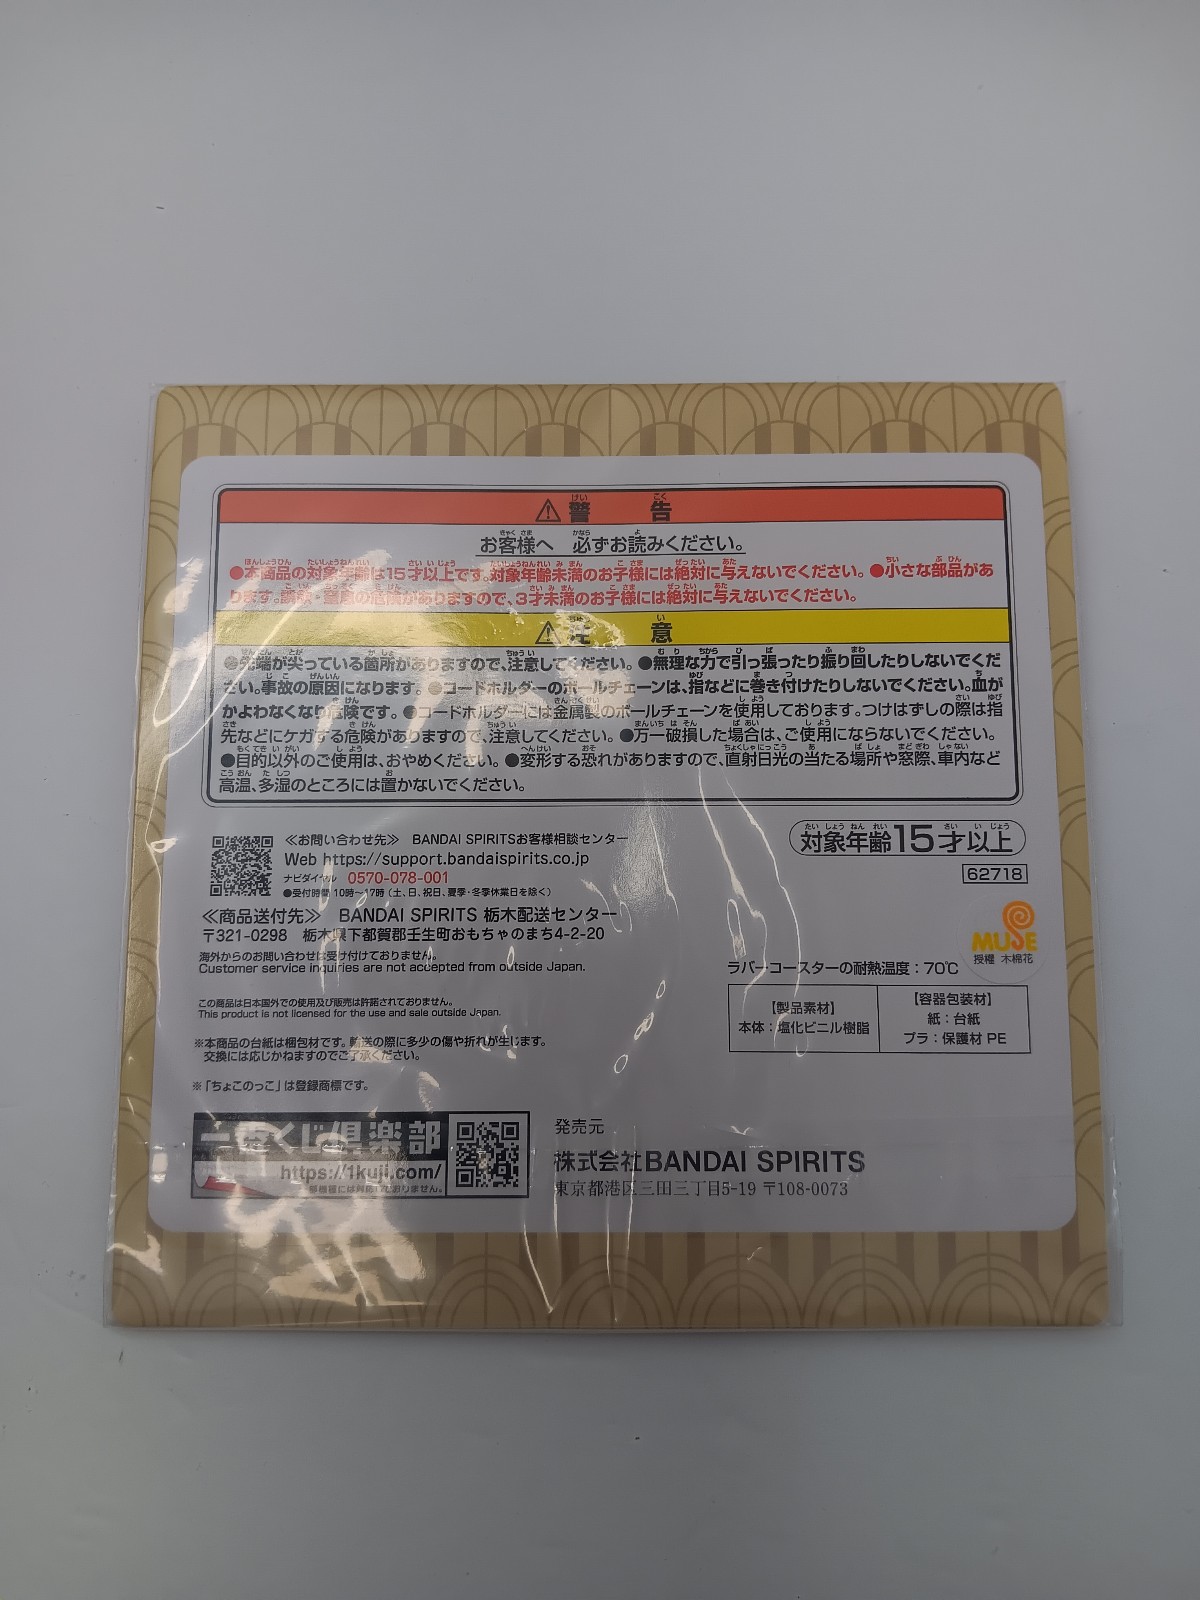 ⚠警 告
お客様へ 必ずお読みください。
●本商品の対象年齢は15才以上です。対象年齢未満のお子様には絶対に与えないでください。●小さな部品があ
ります。誤飲・窒息の危険がありますので、3才未満のお子様には絶対に与えないでください。
⚠注 意
●先端が尖っている箇所がありますので、注意してください。●無理な力で引っ張ったり振り回したりしないでくだ
さい。事故の原因になります。●コードホルダーのボールチェーンは、指などに巻き付けたりしないでください。血が
かよわなくなり危険です。●コードホルダーには金属製のボールチェーンを使用しております。つけはずしの際は指
先などにケガする危険がありますので、注意してください。●万一破損した場合は、ご使用にならないでください。
●目的以外のご使用は、おやめください。●変形する恐れがありますので、直射日光の当たる場所や窓際、車内など
高温、多湿のところには置かないでください。
≪お問い合わせ先≫ BANDAI SPIRITSお客様相談センター
Web https://support.bandaispirits.co.jp
ナビダイヤル 0570-078-001
●受付時間 10時〜17時(土、日、祝日、夏季・冬季休業日を除く)
≪商品送付先≫ BANDAI SPIRITS 栃木配送センター
〒321-0298 栃木県下都賀郡壬生町おもちゃのまち4-2-20
海外からのお問い合わせは受け付けておりません。
Customer service inquiries are not accepted from outside Japan.
この商品は日本国外での使用及び販売は許諾されておりません。
This product is not licensed for the use and sale outside Japan.
※本商品の台紙は梱包材です。輸送の際に多少の傷や折れが生じます。
交換には応じかねますのでご了承ください。
※「ちょこのっこ」は登録商標です。
対象年齢15才以上
62718
MUSE
授權 木棉花
ラバーコースターの耐熱温度：70℃
【製品素材】
本体：塩化ビニル樹脂
【容器包装材】
紙：台紙
プラ：保護材 PE
一番くじ倶楽部
https://1kuji.com/
機種には対応しておりません。
発売元
株式会社BANDAI SPIRITS
東京都港区三田三丁目5-19 〒108-0073